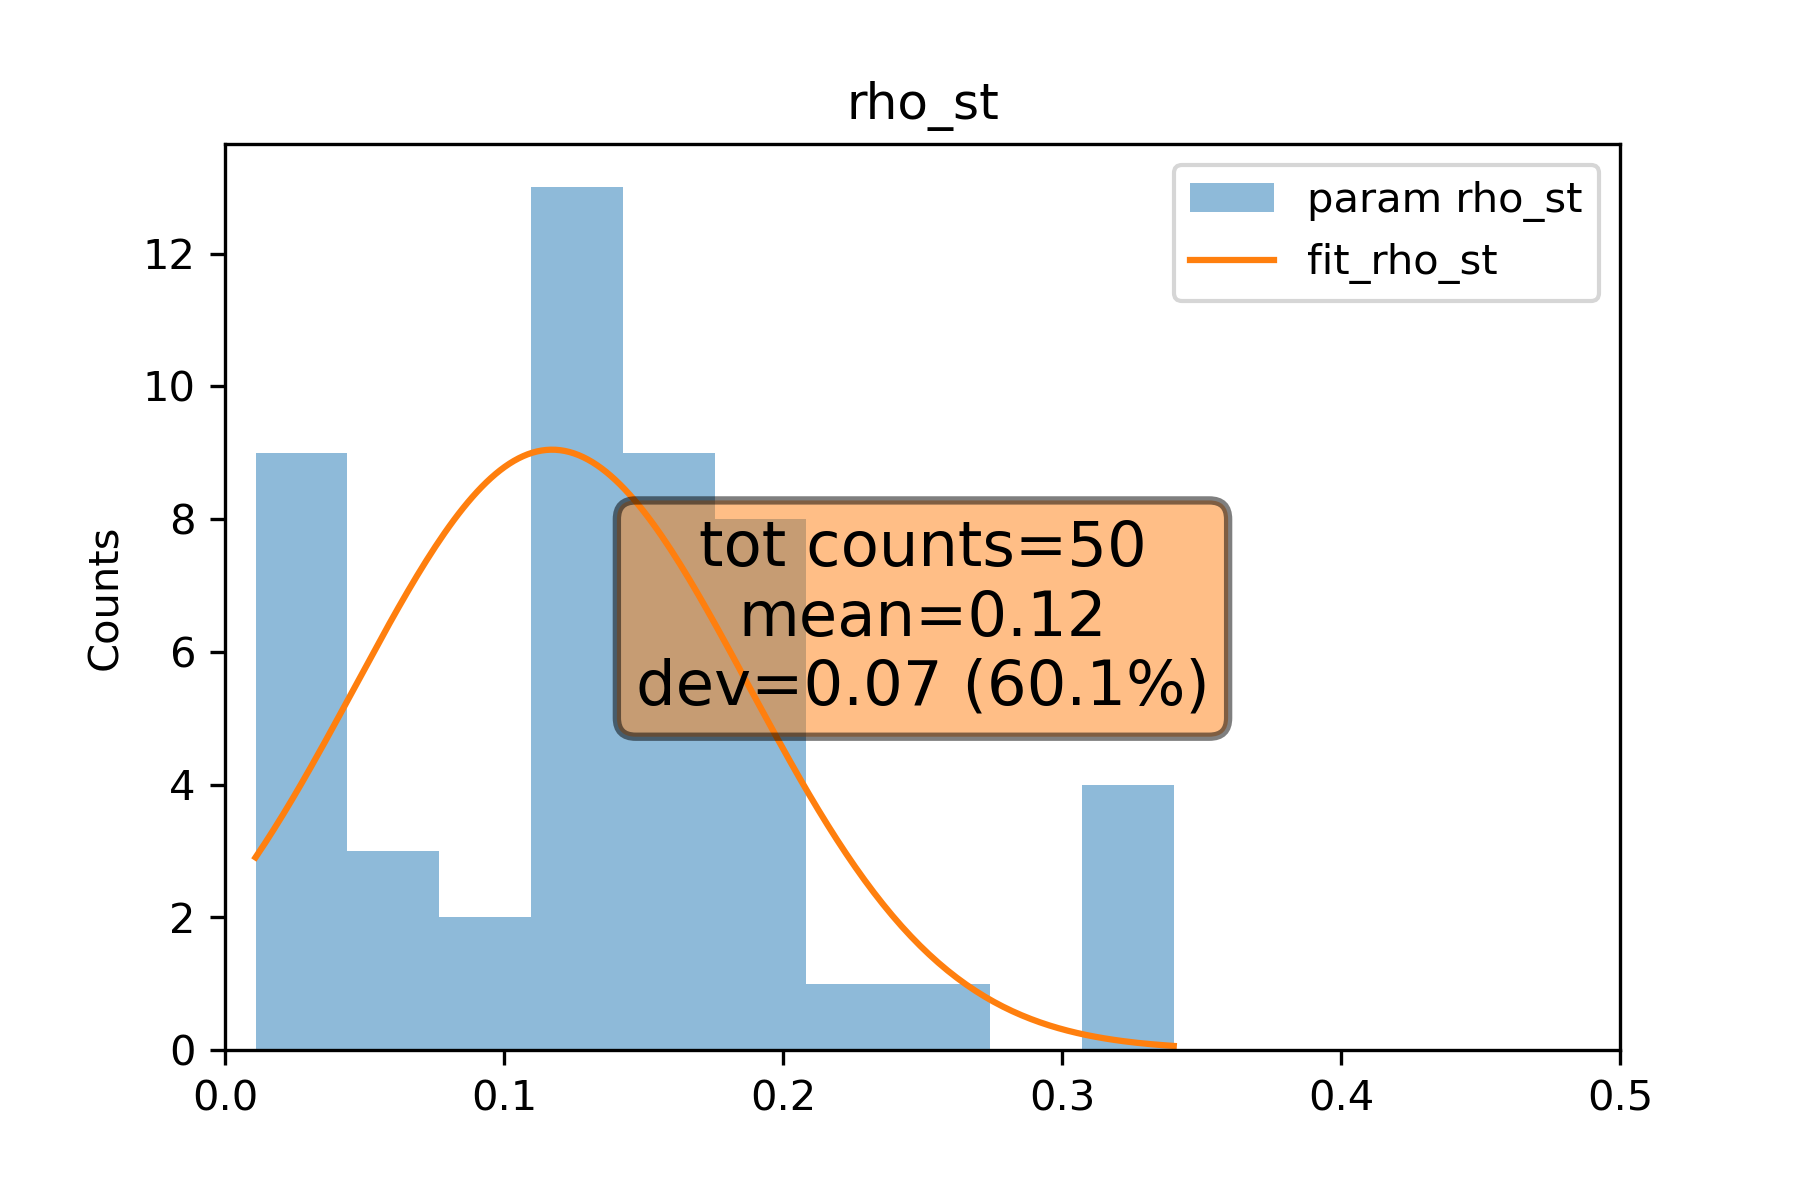 rho_st
param rho_st
fit_rho_st
tot counts=50
mean=0.12
dev=0.07 (60.1%)
Counts
12
10
8
6
4
2
0
0.0 0.1 0.2 0.3 0.4 0.5